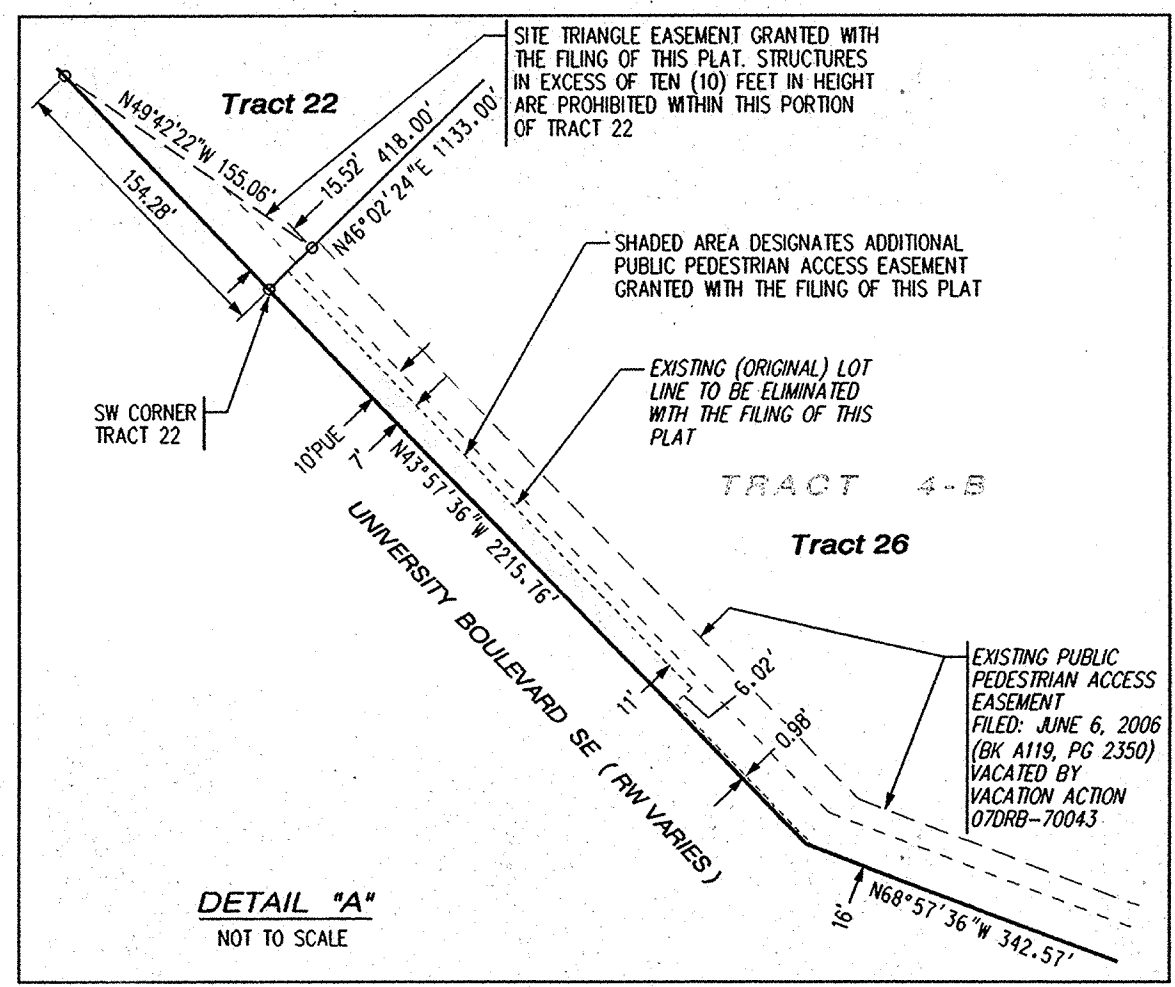 SITE TRIANGLE EASEMENT GRANTED WITH
THE FILING OF THIS PLAT. STRUCTURES
IN EXCESS OF TEN (10) FEET IN HEIGHT
ARE PROHIBITED WITHIN THIS PORTION
OF TRACT 22
Tract 22
N49°42'22"W 155.06'
154.28'
15.52'
418.00'
N46°02'24"E 1133.00'
SHADED AREA DESIGNATES ADDITIONAL
PUBLIC PEDESTRIAN ACCESS EASEMENT
GRANTED WITH THE FILING OF THIS PLAT
EXISTING (ORIGINAL) LOT
LINE TO BE ELIMINATED
WITH THE FILING OF THIS
PLAT
SW CORNER
TRACT 22
10'PUE
7'
N43°57'36"W 2215.76'
TRACT 4-B
Tract 26
UNIVERSITY BOULEVARD SE (RW VARIES)
11'
6.02'
0.98'
EXISTING PUBLIC
PEDESTRIAN ACCESS
EASEMENT
FILED: JUNE 6, 2006
(BK A119, PG 2350)
VACATED BY
VACATION ACTION
07DRB-70043
16'
N68°57'36"W 342.57'
DETAIL "A"
NOT TO SCALE